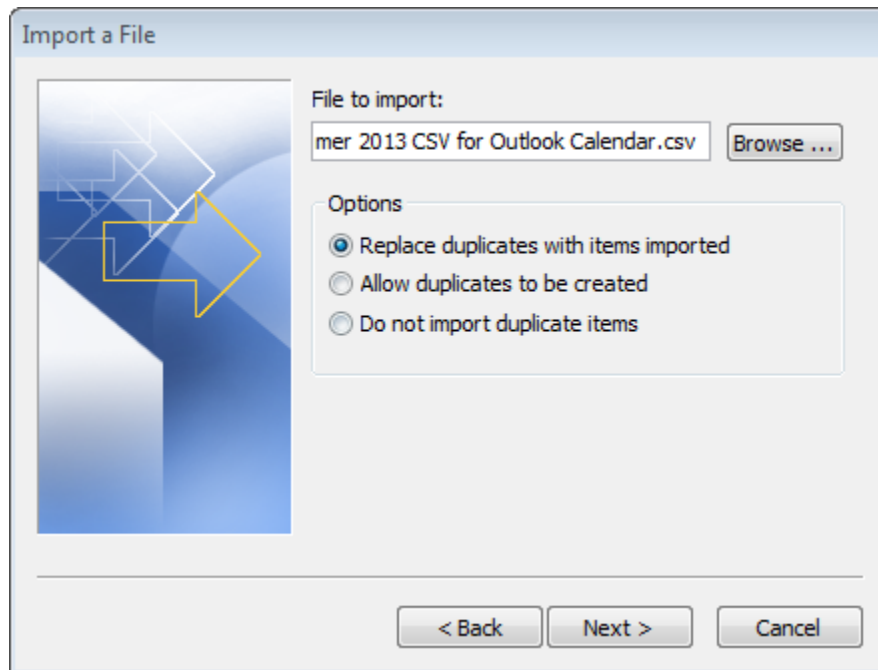 Import a File
File to import:
mer 2013 CSV for Outlook Calendar.csv
Browse ...
Options
Replace duplicates with items imported
Allow duplicates to be created
Do not import duplicate items
< Back
Next >
Cancel